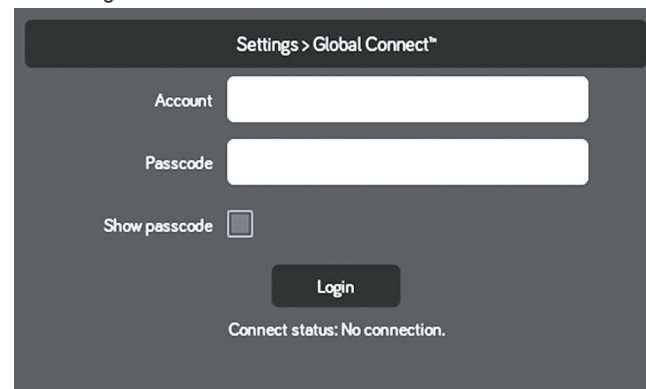 Settings > Global Connect™
Account
Passcode
Show passcode
Login
Connect status: No connection.